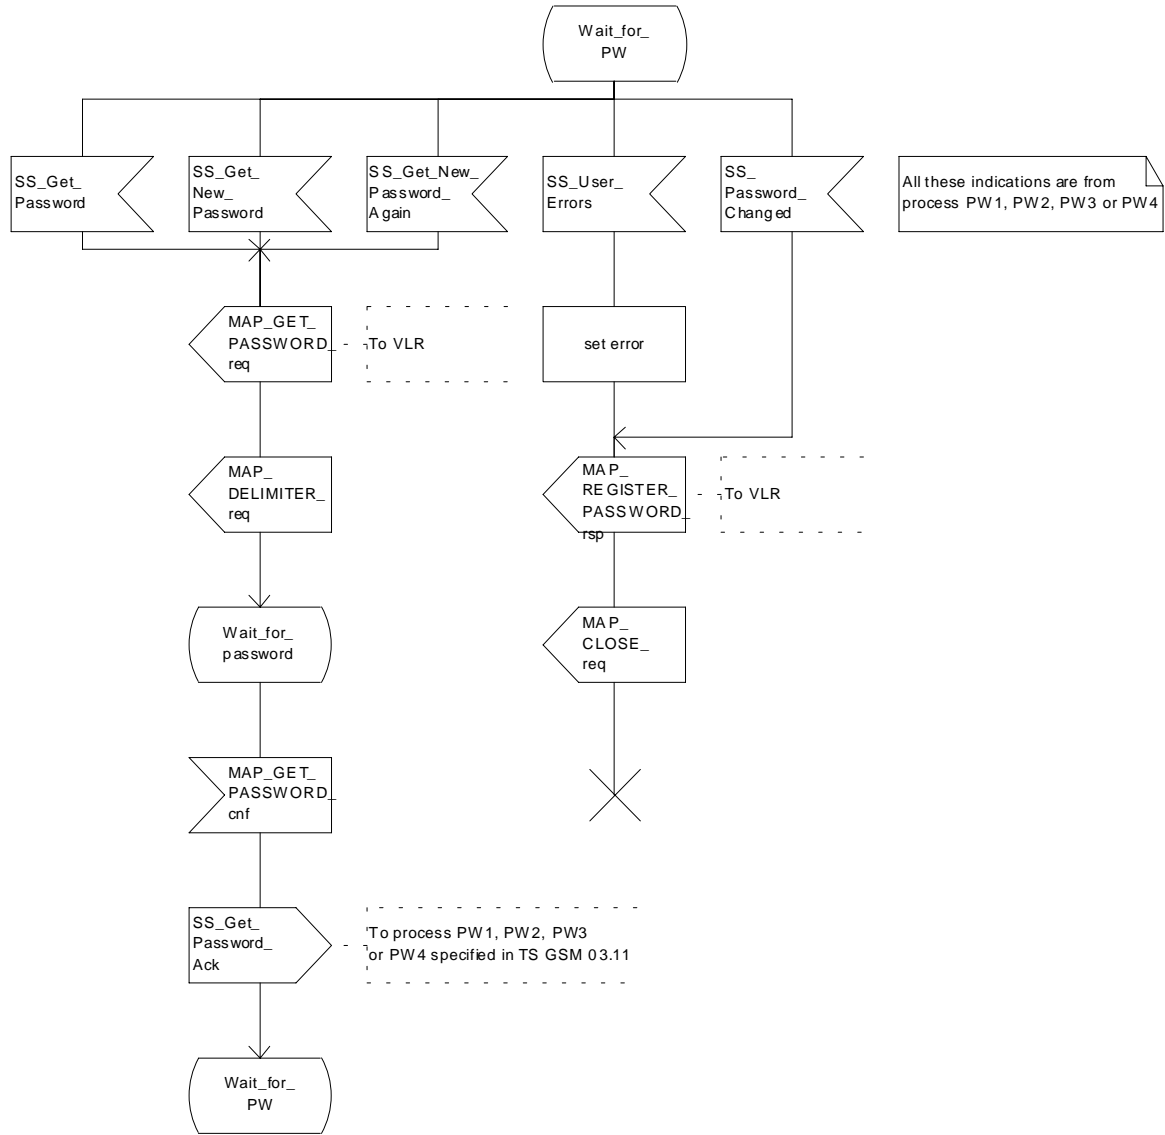 Wait_for_
PW
SS_Get_
Password
SS_Get_
New_
Password
SS_Get_New_
Password_
Again
SS_User_
Errors
SS_
Password_
Changed
All these indications are from
process PW1, PW2, PW3 or PW4
MAP_GET_
PASSWORD_
req
To VLR
set error
MAP_
DELIMITER_
req
MAP_
REGISTER_
PASSWORD_
rsp
To VLR
Wait_for_
password
MAP_
CLOSE_
req
MAP_GET_
PASSWORD_
cnf
SS_Get_
Password_
Ack
To process PW1, PW2, PW3
or PW4 specified in TS GSM 03.11
Wait_for_
PW